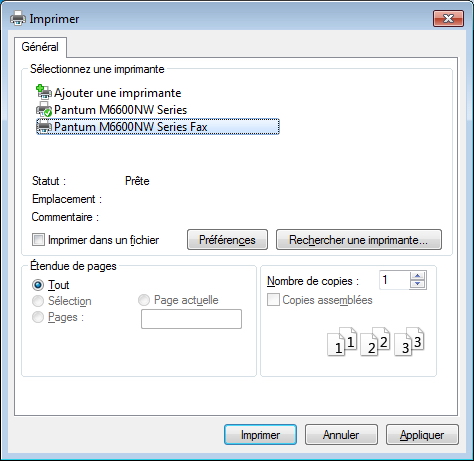 Imprimer
Général
Sélectionnez une imprimante
Ajouter une imprimante
Pantum M6600NW Series
Pantum M6600NW Series Fax
Statut : Prête
Emplacement :
Commentaire :
Imprimer dans un fichier Préférences Rechercher une imprimante...
Étendue de pages
Tout
Sélection Page actuelle
Pages :
Nombre de copies : 1
Copies assemblées
1 1 2 2 3 3
Imprimer Annuler Appliquer